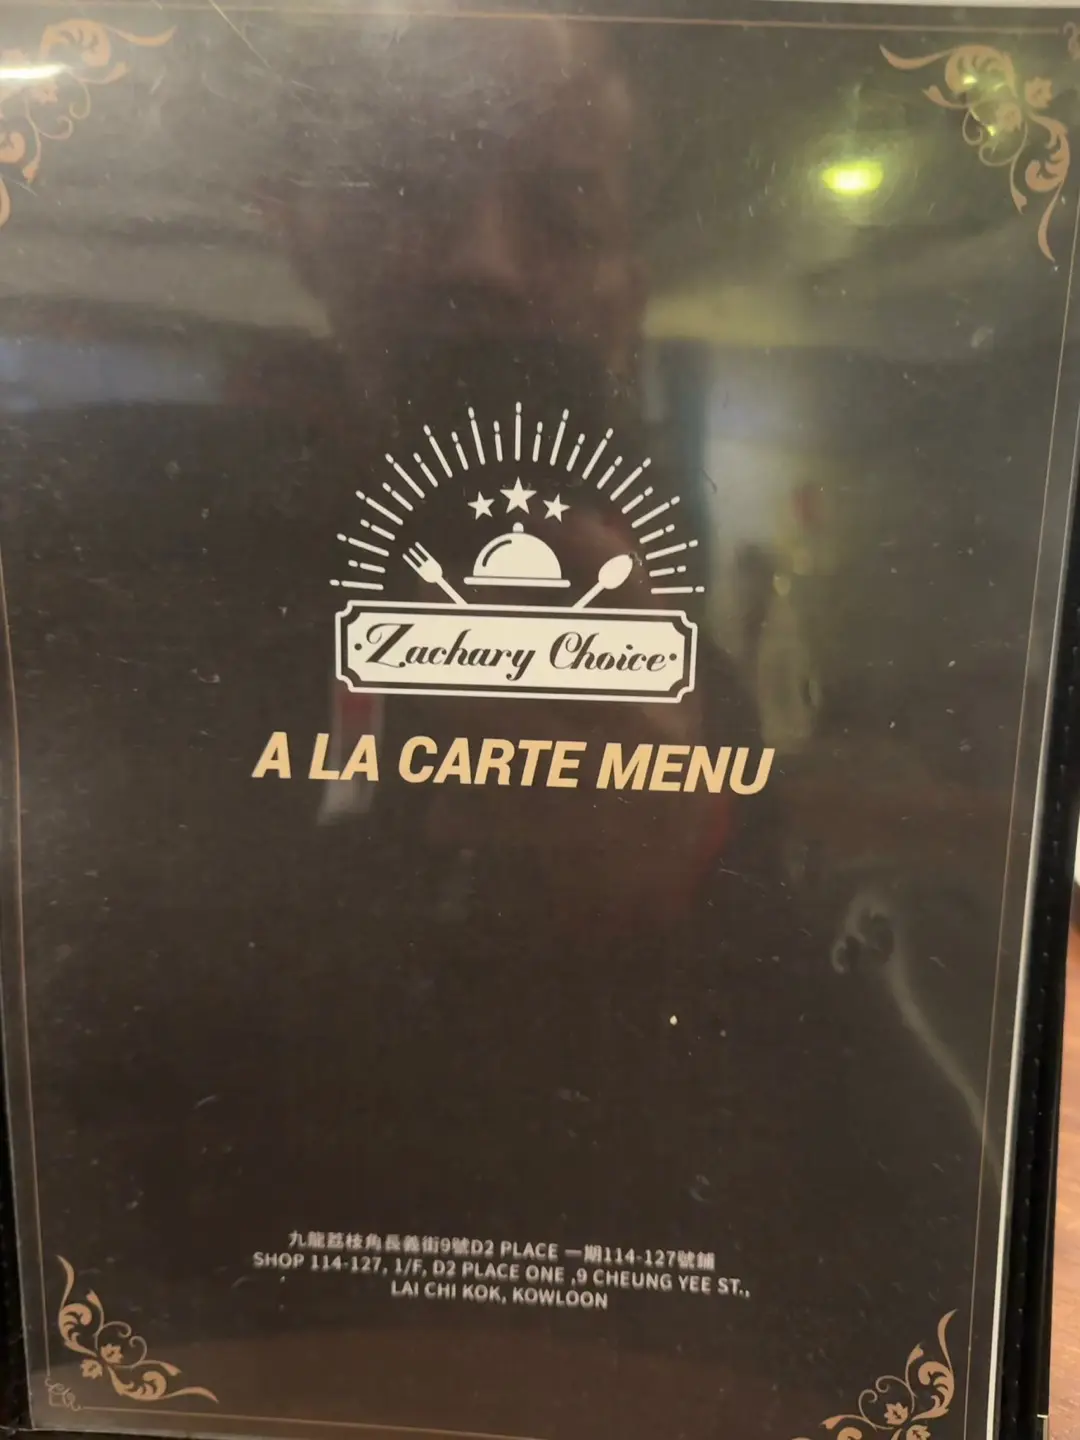 Zachary Choice
A LA CARTE MENU
九龍荔枝角長義街9號D2 PLACE 一期114-127號鋪
SHOP 114-127, 1/F, D2 PLACE ONE ,9 CHEUNG YEE ST.,
LAI CHI KOK, KOWLOON